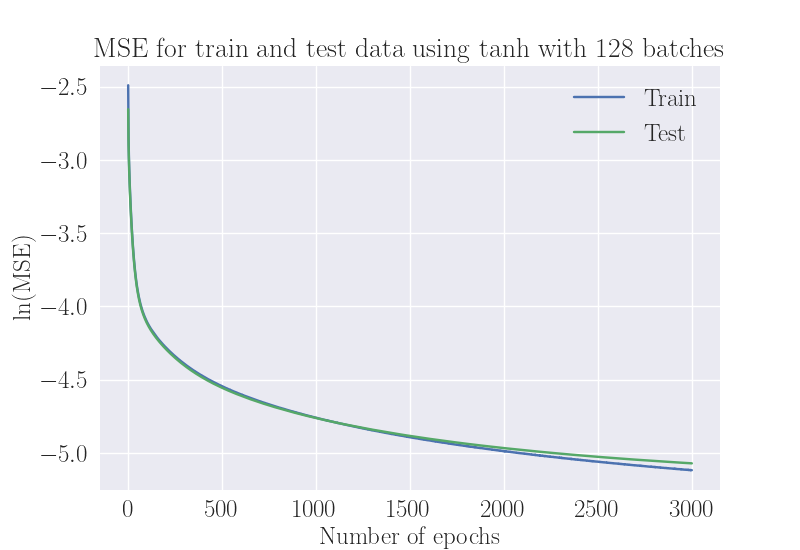 MSE for train and test data using tanh with 128 batches
Train
Test
ln(MSE)
−2.5
−3.0
−3.5
−4.0
−4.5
−5.0
0 500 1000 1500 2000 2500 3000
Number of epochs